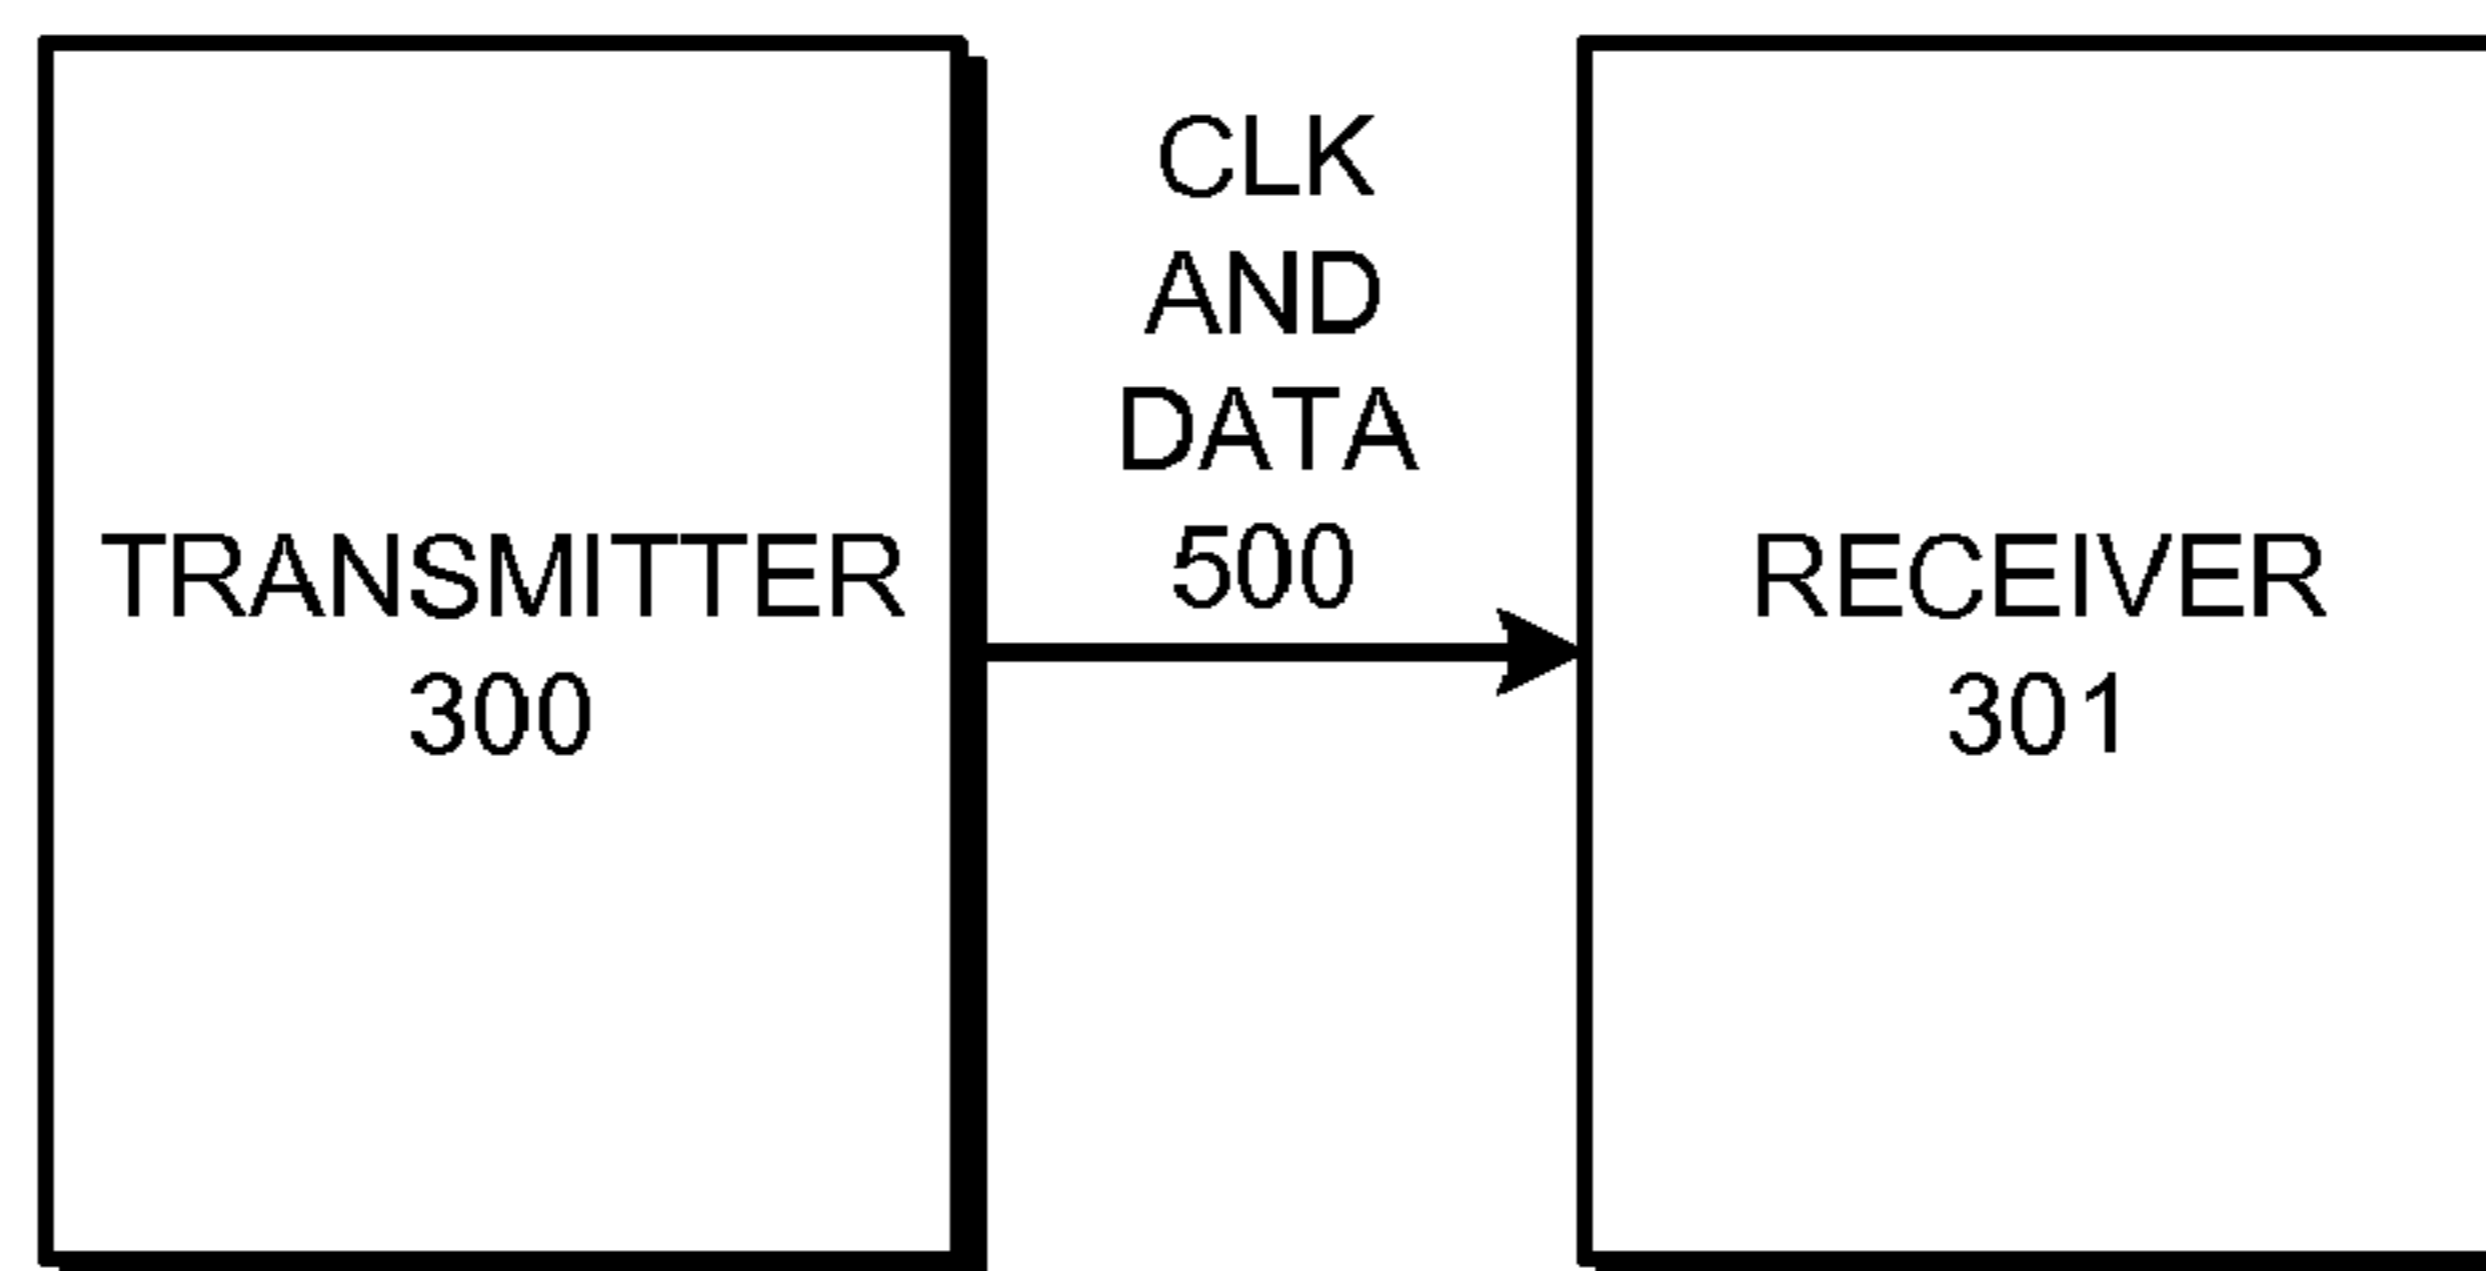 TRANSMITTER
300
CLK
AND
DATA
500
RECEIVER
301